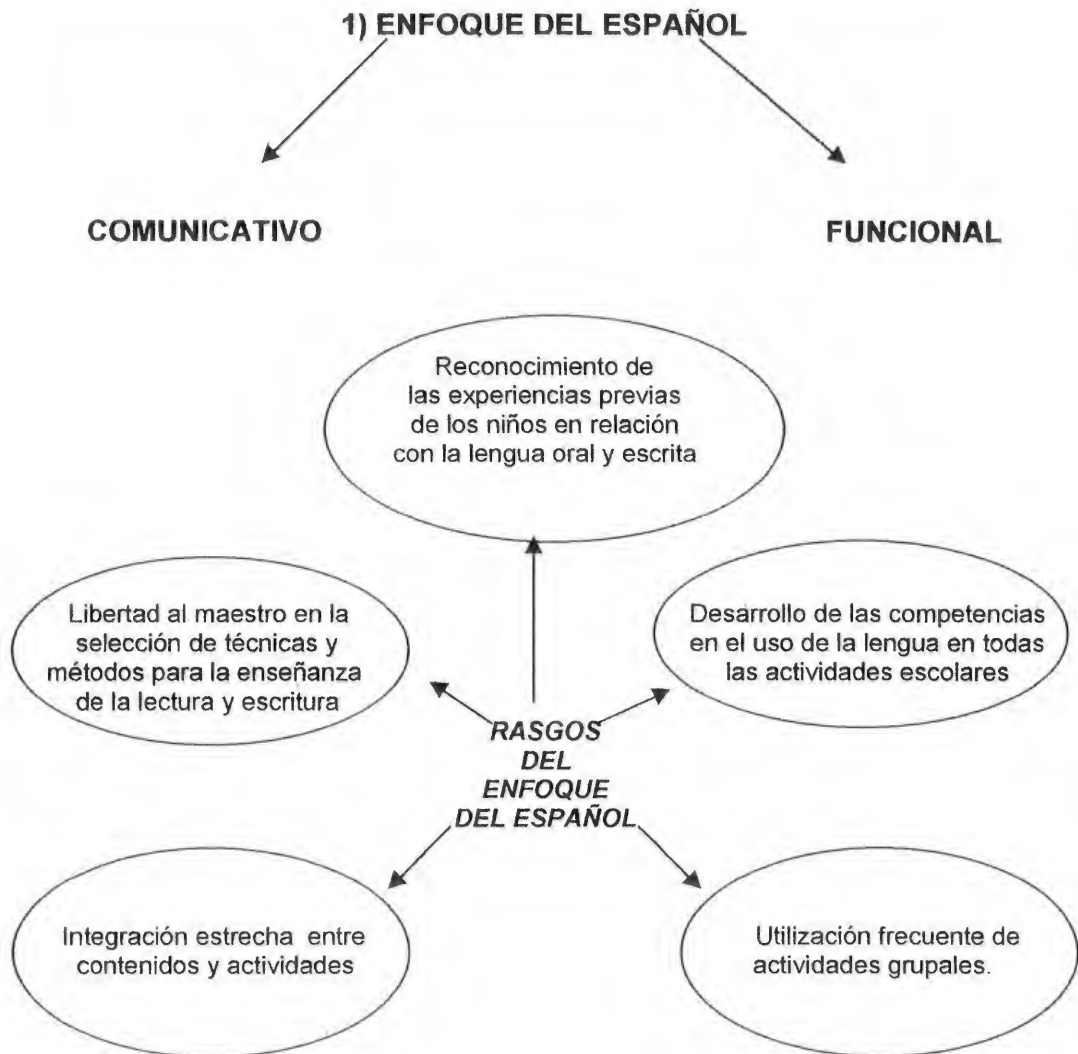 1) ENFOQUE DEL ESPAÑOL
COMUNICATIVO
FUNCIONAL
Reconocimiento de
las experiencias previas
de los niños en relación
con la lengua oral y escrita
Libertad al maestro en la
selección de técnicas y
métodos para la enseñanza
de la lectura y escritura
Desarrollo de las competencias
en el uso de la lengua en todas
las actividades escolares
RASGOS
DEL
ENFOQUE
DEL ESPAÑOL
Integración estrecha entre
contenidos y actividades
Utilización frecuente de
actividades grupales.